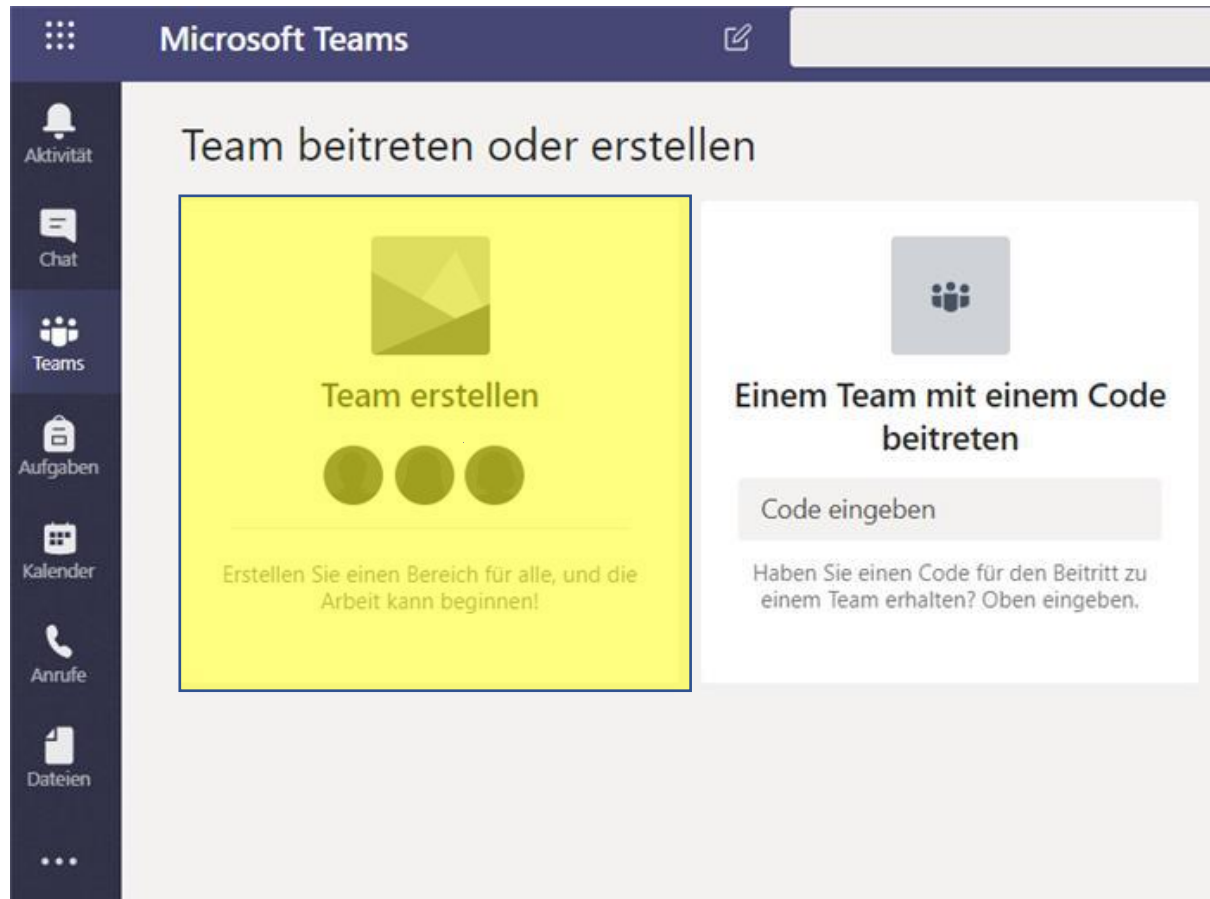 Microsoft Teams
Aktivität
Chat
Teams
Aufgaben
Kalender
Anrufe
Dateien
Team beitreten oder erstellen
Team erstellen
Erstellen Sie einen Bereich für alle, und die
Arbeit kann beginnen!
Einem Team mit einem Code
beitreten
Code eingeben
Haben Sie einen Code für den Beitritt zu
einem Team erhalten? Oben eingeben.